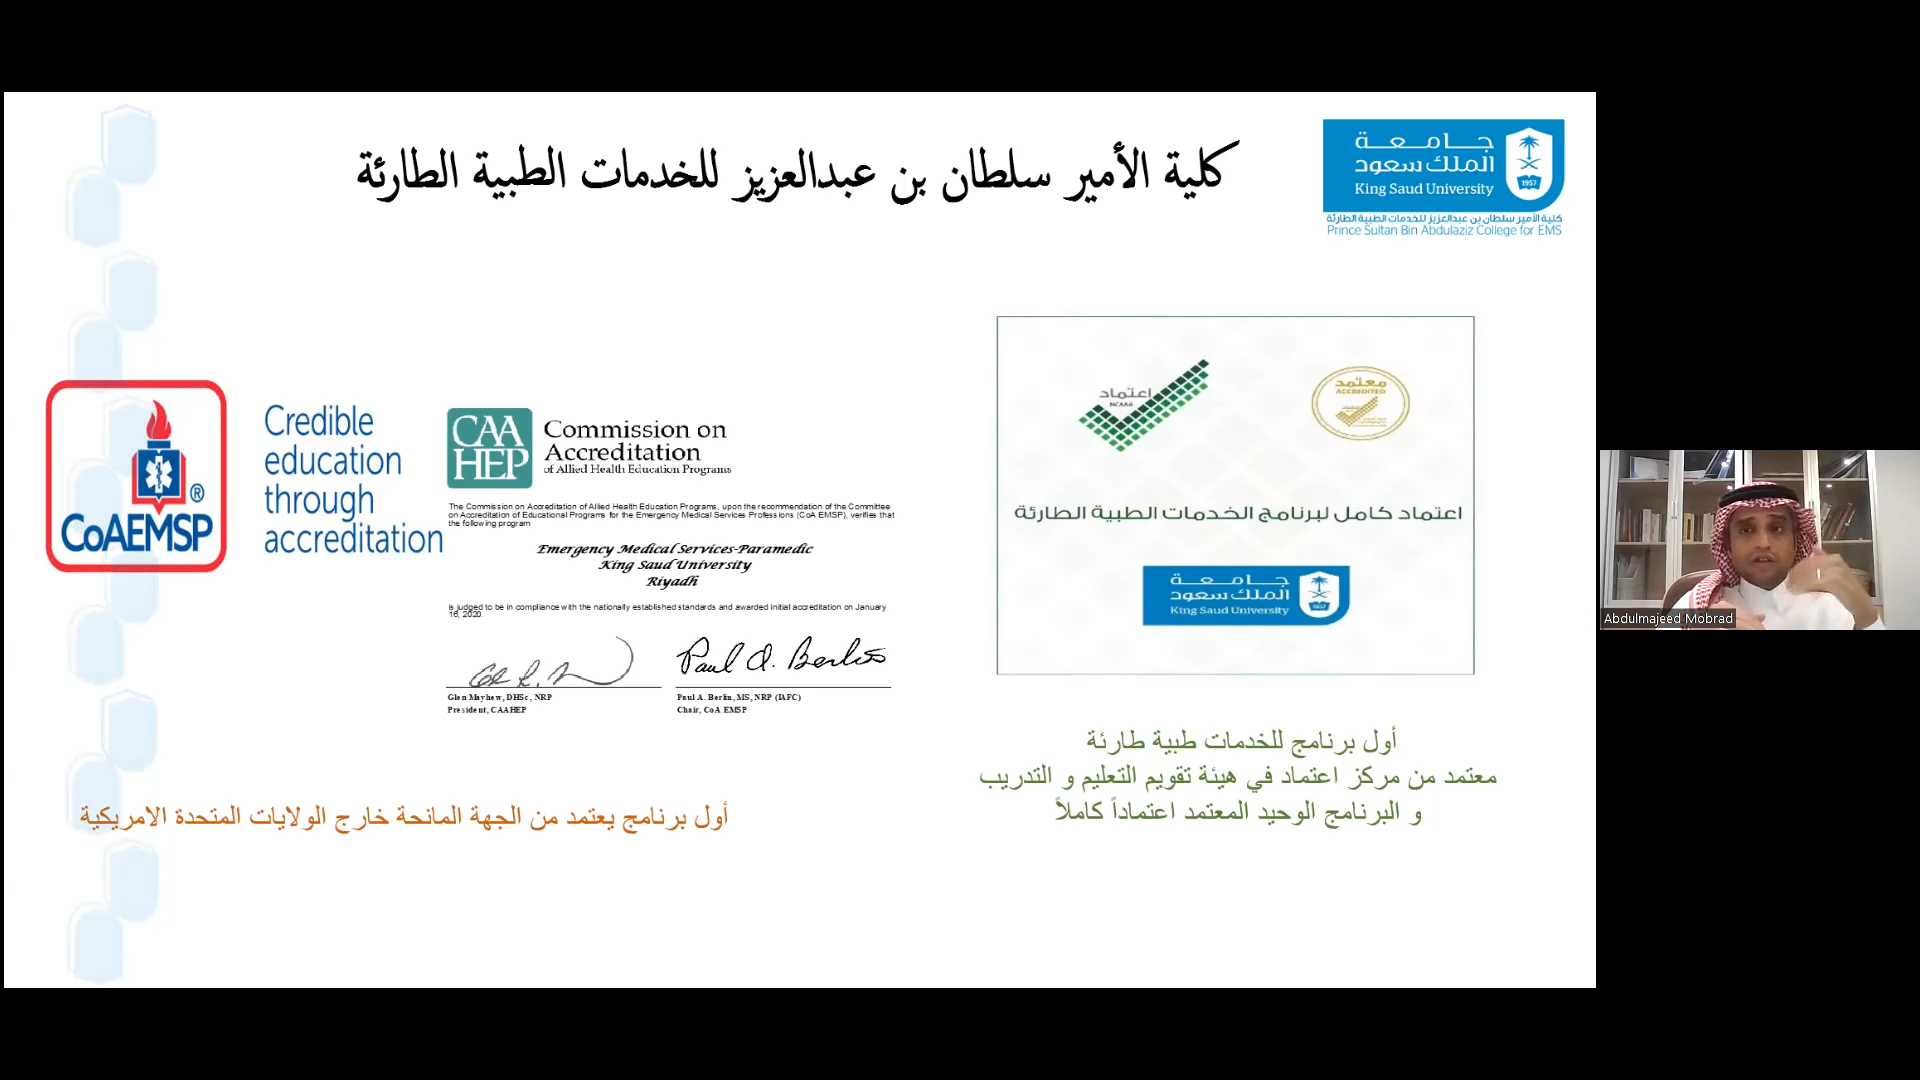 كلية الأمير سلطان بن عبدالعزيز للخدمات الطبية الطارئة
جامعة
الملك سعود
King Saud University
1957
كلية الأمير سلطان بن عبدالعزيز للخدمات الطبية الطارئة
Prince Sultan Bin Abdulaziz College for EMS
CoAEMSP®
Credible
education
through
accreditation
CAA
HEP
Commission on
Accreditation
of Allied Health Education Programs
The Commission on Accreditation of Allied Health Education Programs, upon the recommendation of the Committee
on Accreditation of Educational Programs for the Emergency Medical Services Professions (CoA EMSP), verifies that
the following program
Emergency Medical Services-Paramedic
King Saud University
Riyadh
is judged to be in compliance with the nationally established standards and awarded initial accreditation on January
16, 2020.
Paul A. Berlin
Glen Mayhew, DHSc, NRP
President, CAAHEP
Paul A. Berlin, MS, NRP (IAFC)
Chair, CoA EMSP
أول برنامج يعتمد من الجهة المانحة خارج الولايات المتحدة الامريكية
اعتماد
NCAAA
معتمد
ACCREDITED
اعتماد كامل لبرنامج الخدمات الطبية الطارئة
جامعة
الملك سعود
King Saud University
1957
أول برنامج للخدمات طبية طارئة
معتمد من مركز اعتماد في هيئة تقويم التعليم و التدريب
و البرنامج الوحيد المعتمد اعتماداً كاملاً
Abdulmajeed Mobrad